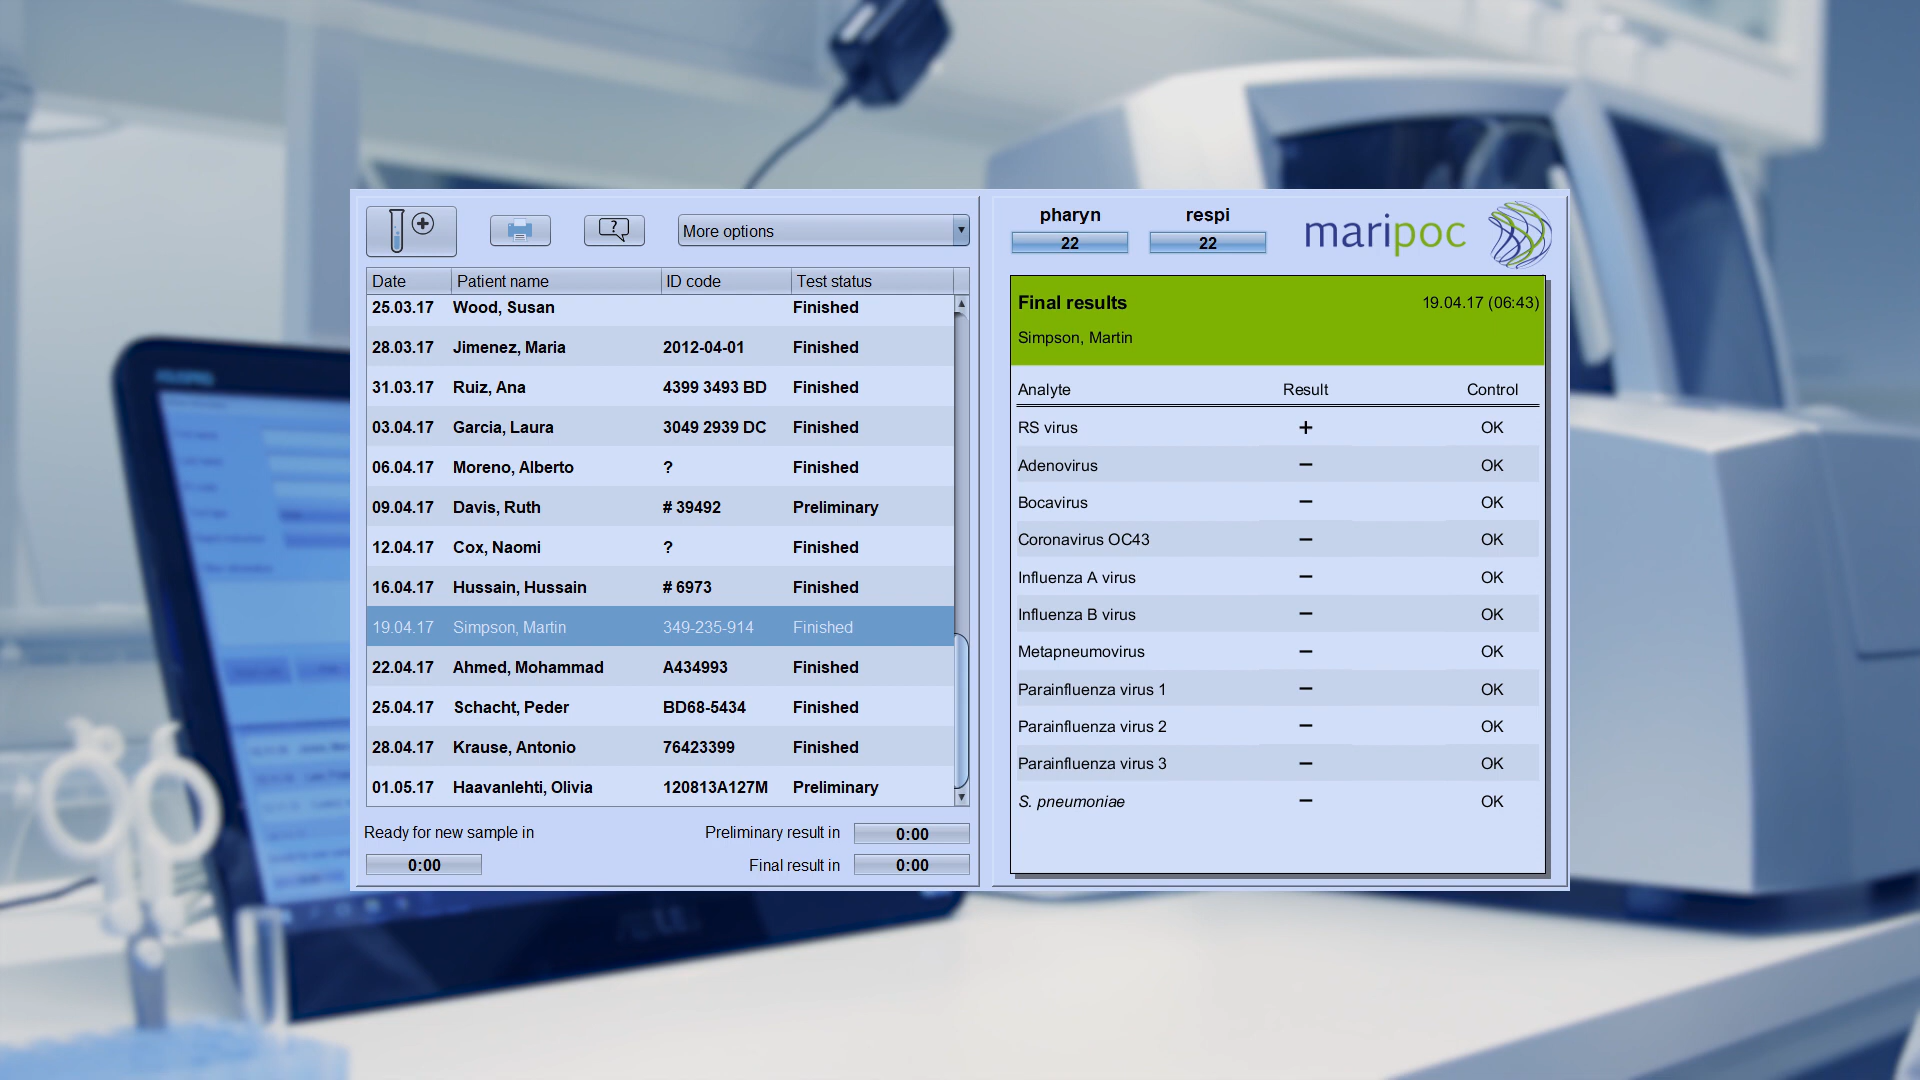 More options
Date Patient name ID code Test status
25.03.17 Wood, Susan Finished
28.03.17 Jimenez, Maria 2012-04-01 Finished
31.03.17 Ruiz, Ana 4399 3493 BD Finished
03.04.17 Garcia, Laura 3049 2939 DC Finished
06.04.17 Moreno, Alberto ? Finished
09.04.17 Davis, Ruth # 39492 Preliminary
12.04.17 Cox, Naomi ? Finished
16.04.17 Hussain, Hussain # 6973 Finished
19.04.17 Simpson, Martin 349-235-914 Finished
22.04.17 Ahmed, Mohammad A434993 Finished
25.04.17 Schacht, Peder BD68-5434 Finished
28.04.17 Krause, Antonio 76423399 Finished
01.05.17 Haavanlehti, Olivia 120813A127M Preliminary
Ready for new sample in
0:00
Preliminary result in 0:00
Final result in 0:00
pharyn respi
22 22
maripoc
Final results 19.04.17 (06:43)
Simpson, Martin
Analyte Result Control
RS virus + OK
Adenovirus − OK
Bocavirus − OK
Coronavirus OC43 − OK
Influenza A virus − OK
Influenza B virus − OK
Metapneumovirus − OK
Parainfluenza virus 1 − OK
Parainfluenza virus 2 − OK
Parainfluenza virus 3 − OK
S. pneumoniae − OK